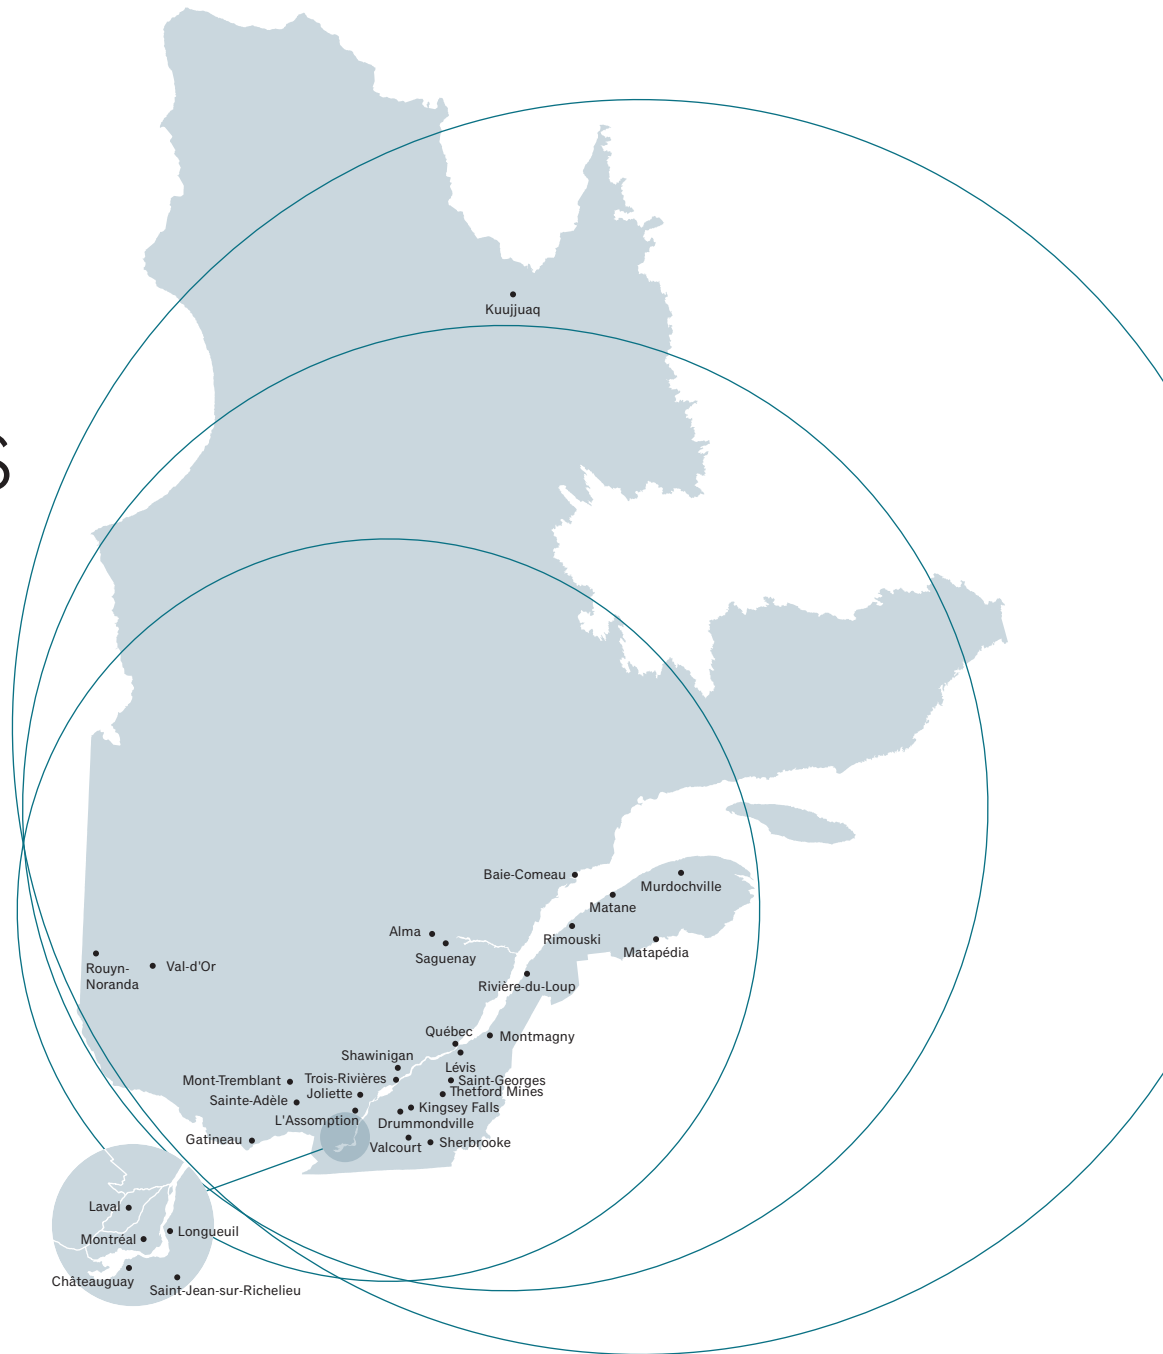 S
Kuujjuaq
Baie-Comeau
Murdochville
Matane
Alma
Rimouski
Saguenay
Matapédia
Rouyn-
Noranda
Val-d'Or
Rivière-du-Loup
Québec
Montmagny
Shawinigan
Lévis
Mont-Tremblant
Trois-Rivières
Saint-Georges
Joliette
Thetford Mines
Sainte-Adèle
Kingsey Falls
L'Assomption
Drummondville
Gatineau
Valcourt
Sherbrooke
Laval
Longueuil
Montréal
Châteauguay
Saint-Jean-sur-Richelieu